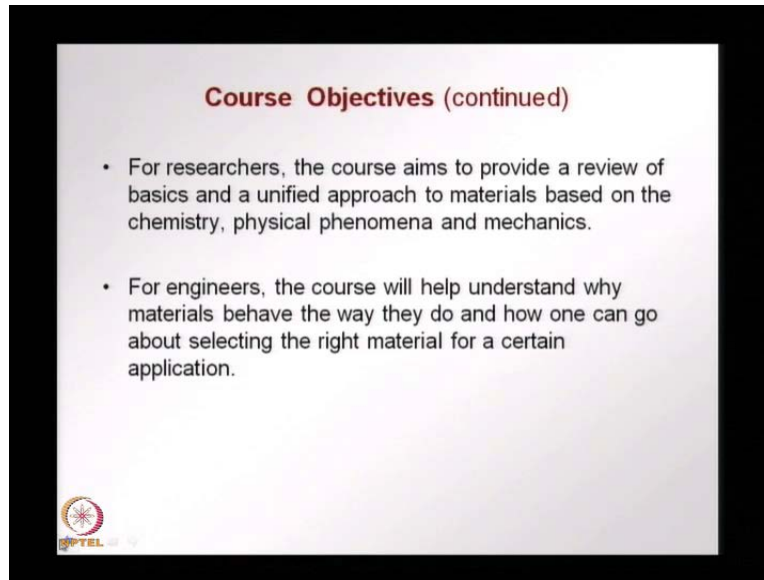 Course Objectives (continued)
• For researchers, the course aims to provide a review of
basics and a unified approach to materials based on the
chemistry, physical phenomena and mechanics.
• For engineers, the course will help understand why
materials behave the way they do and how one can go
about selecting the right material for a certain
application.
NPTEL